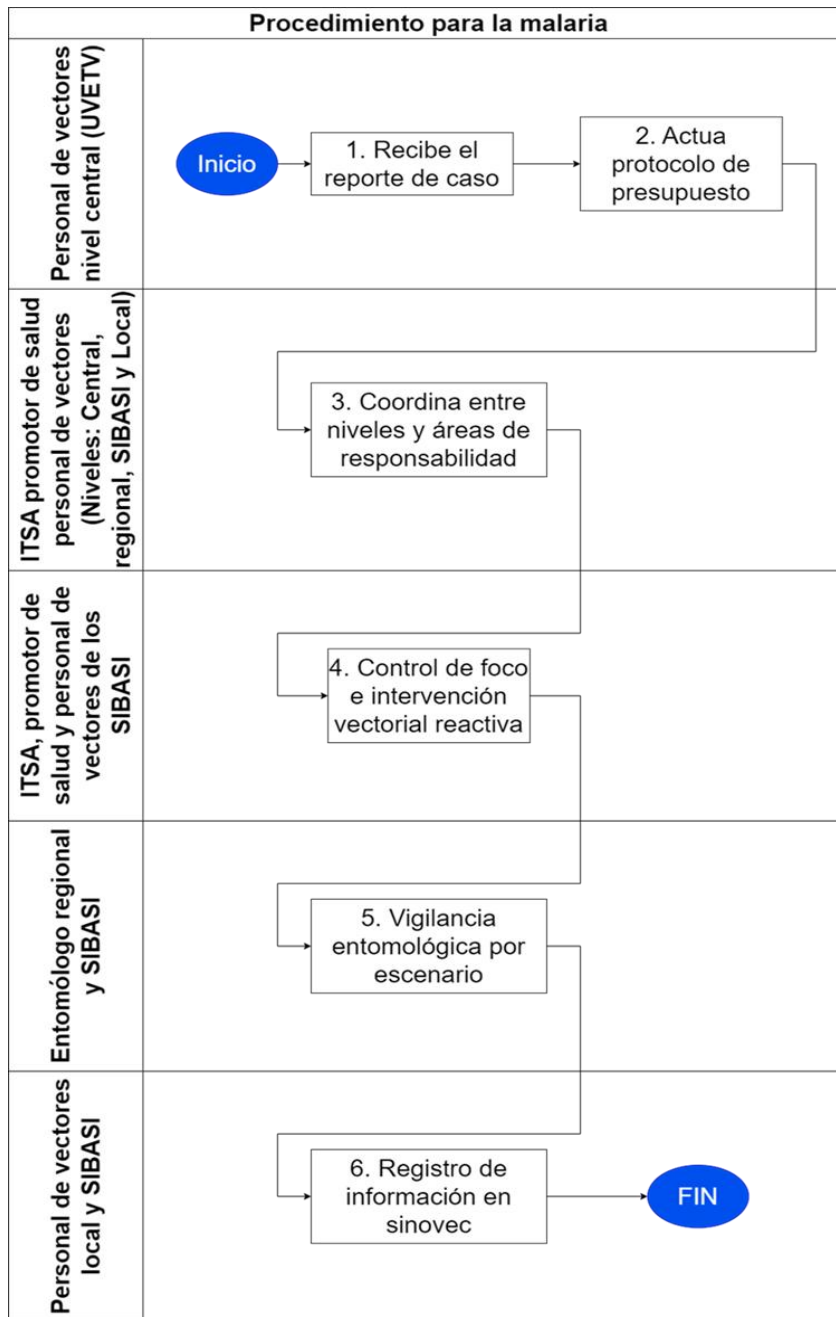 Procedimiento para la malaria
Personal de vectores
nivel central (UVETV)
Inicio
1. Recibe el
reporte de caso
2. Actua
protocolo de
presupuesto
ITSA promotor de salud
personal de vectores
(Niveles: Central,
regional, SIBASI y Local)
3. Coordina entre
niveles y áreas de
responsabilidad
ITSA, promotor de
salud y personal de
vectores de los
SIBASI
4. Control de foco
e intervención
vectorial reactiva
Entomólogo regional
y SIBASI
5. Vigilancia
entomológica por
escenario
Personal de vectores
local y SIBASI
6. Registro de
información en
sinovec
FIN